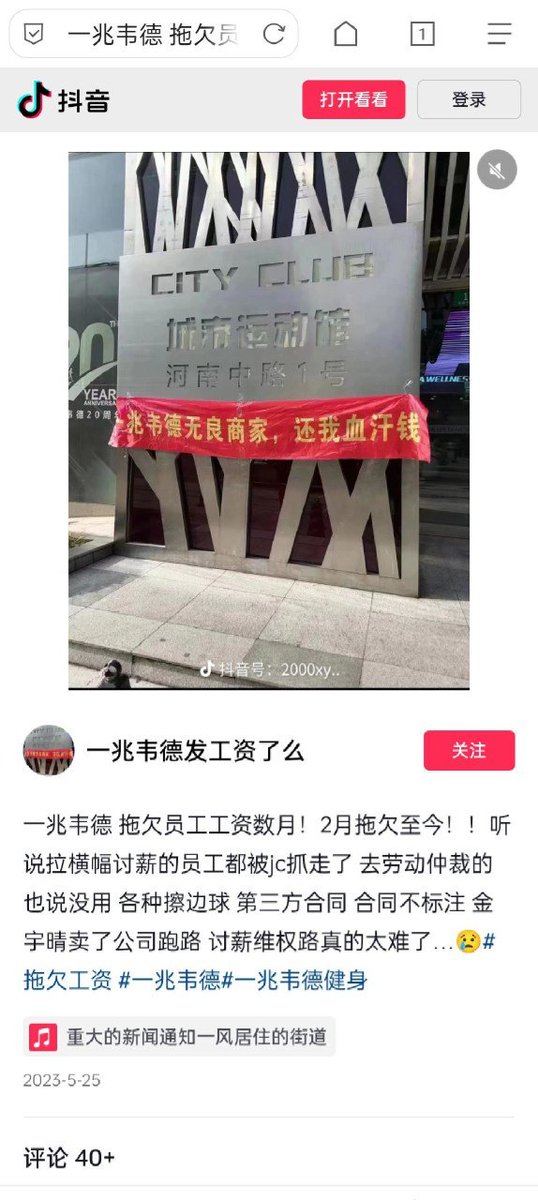 一兆韦德 拖欠员
1
抖音
打开看看
登录
CITY CLUB
城市运动馆
河南中路1号
20
TH
YEAR
ANNIVERSARY
韦德20周
A WELLNESS
一兆韦德无良商家，还我血汗钱
抖音号：2000xy..
一兆韦德发工资了么
关注
一兆韦德 拖欠员工工资数月！2月拖欠至今！！听
说拉横幅讨薪的员工都被jc抓走了 去劳动仲裁的
也说没用 各种擦边球 第三方合同 合同不标注 金
宇晴卖了公司跑路 讨薪维权路真的太难了...😢#
拖欠工资 #一兆韦德#一兆韦德健身
重大的新闻通知一风居住的街道
2023-5-25
评论 40+